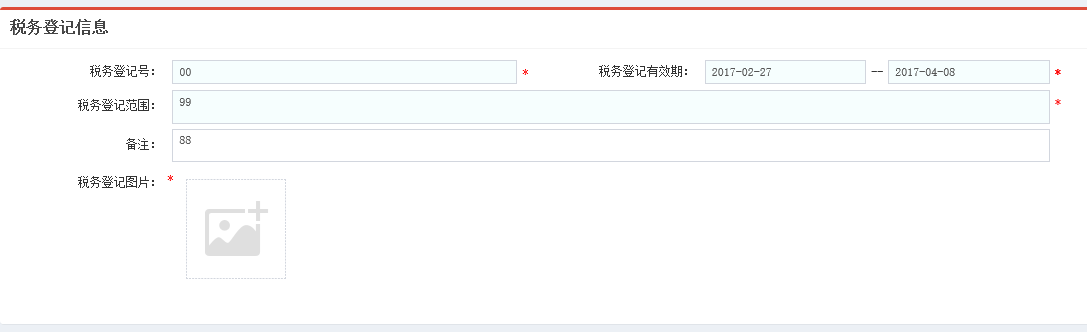 税务登记信息
税务登记号： 00 * 税务登记有效期： 2017-02-27 -- 2017-04-08 *
税务登记范围： 99 *
备注： 88
税务登记图片： *